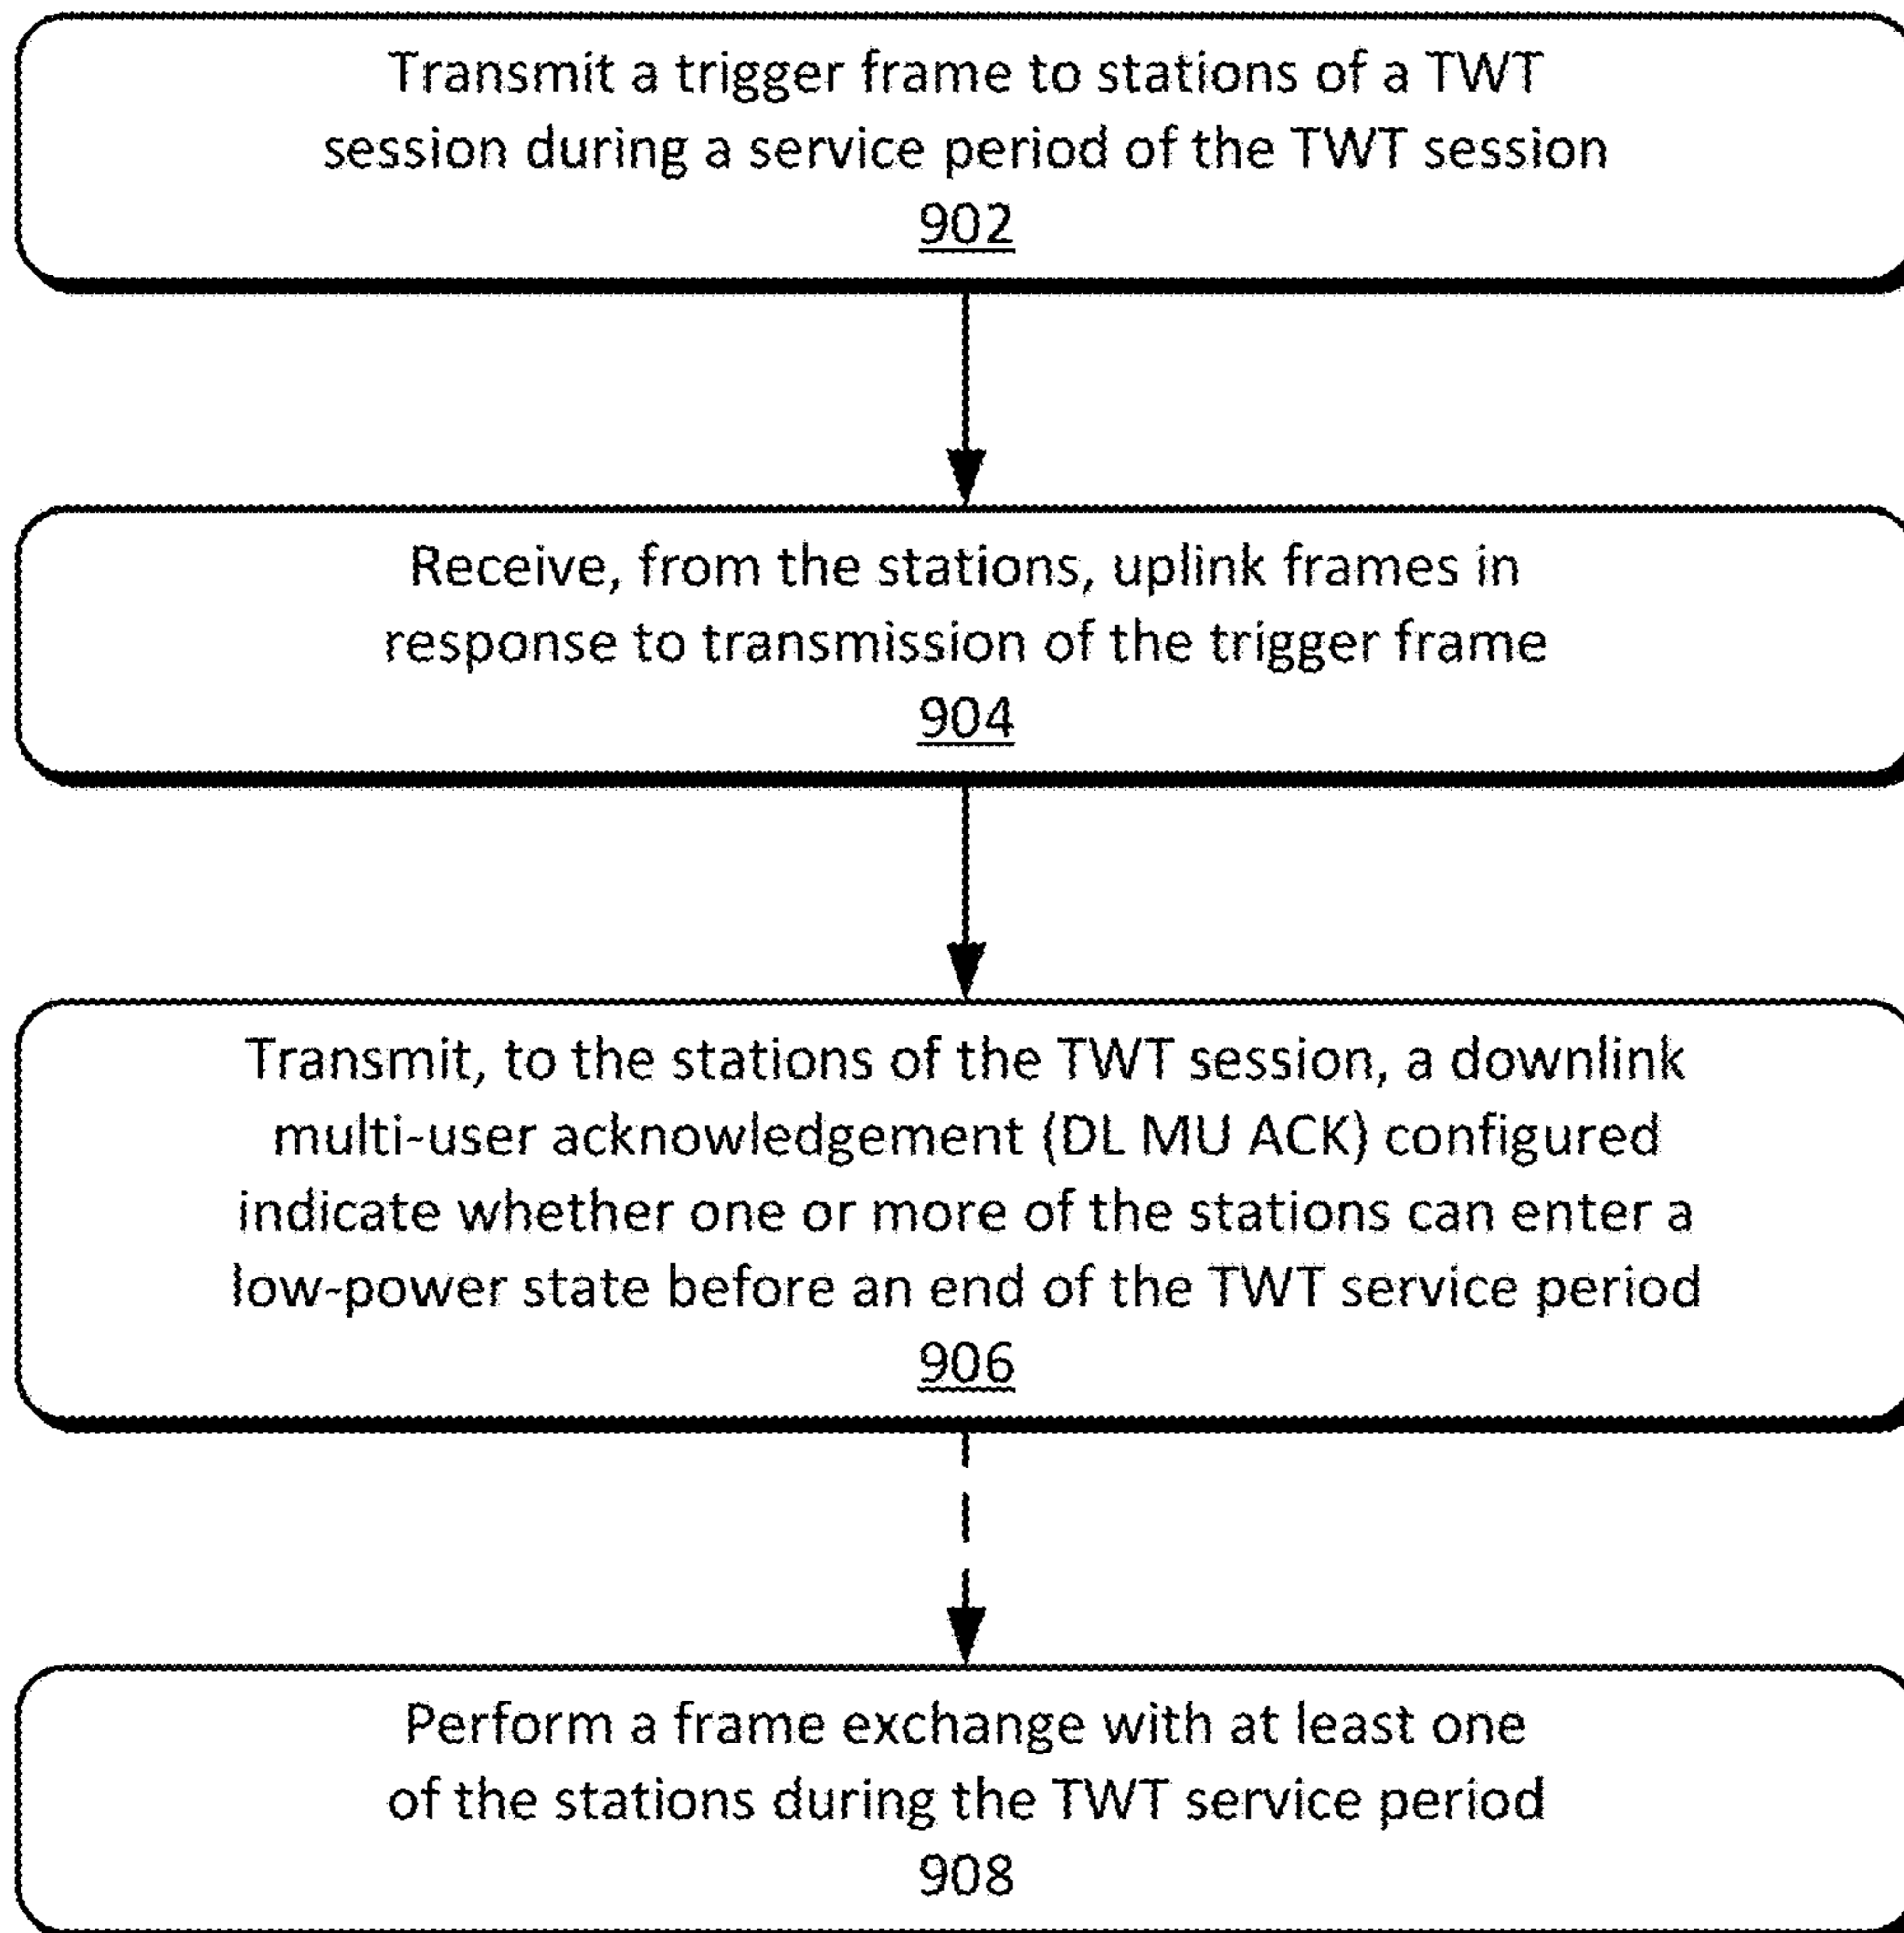 Transmit a trigger frame to stations of a TWT
session during a service period of the TWT session
902
Receive, from the stations, uplink frames in
response to transmission of the trigger frame
904
Transmit, to the stations of the TWT session, a downlink
multi-user acknowledgement (DL MU ACK) configured
indicate whether one or more of the stations can enter a
low-power state before an end of the TWT service period
906
Perform a frame exchange with at least one
of the stations during the TWT service period
908